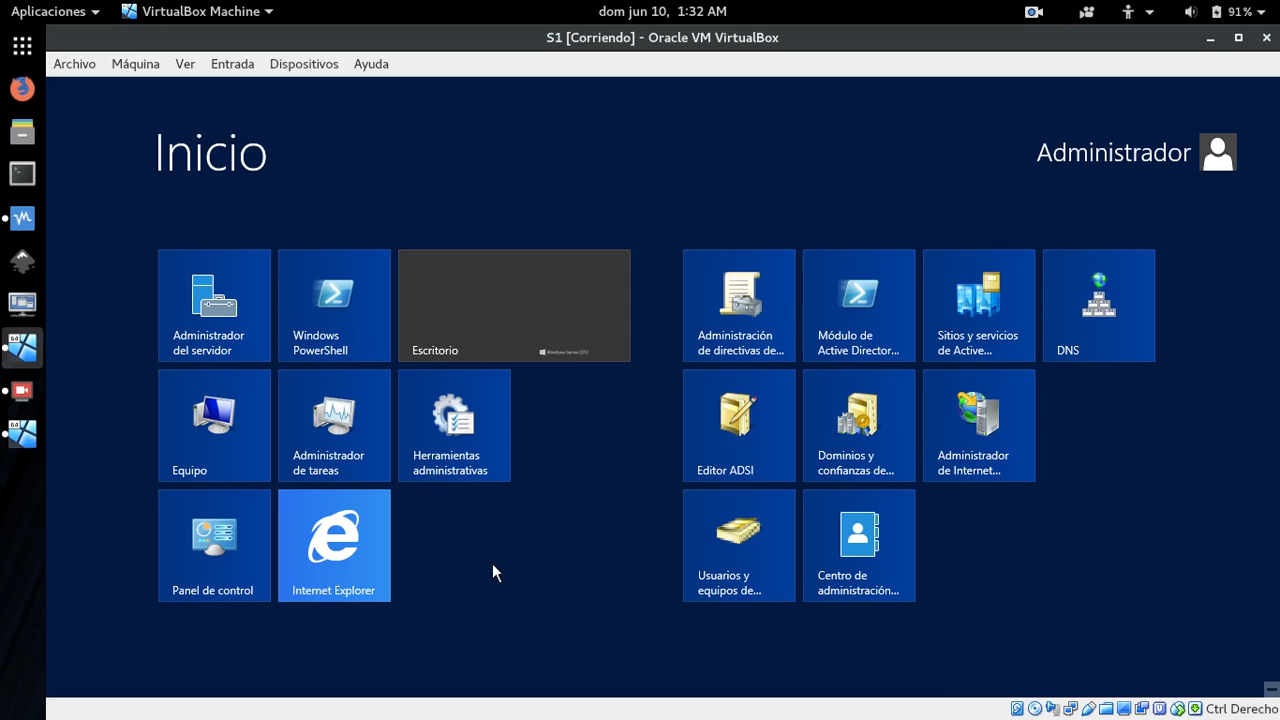 Aplicaciones
VirtualBox Machine
dom jun 10, 1:32 AM
91%
S1 [Corriendo] - Oracle VM VirtualBox
Archivo Máquina Ver Entrada Dispositivos Ayuda
Inicio
Administrador
Administrador
del servidor
Windows
PowerShell
Escritorio
Windows Server 2012
Administración
de directivas de...
Módulo de
Active Director...
Sitios y servicios
de Active...
DNS
Equipo
Administrador
de tareas
Herramientas
administrativas
Editor ADSI
Dominios y
confianzas de...
Administrador
de Internet...
Panel de control
Internet Explorer
Usuarios y
equipos de...
Centro de
administración...
Ctrl Derecho